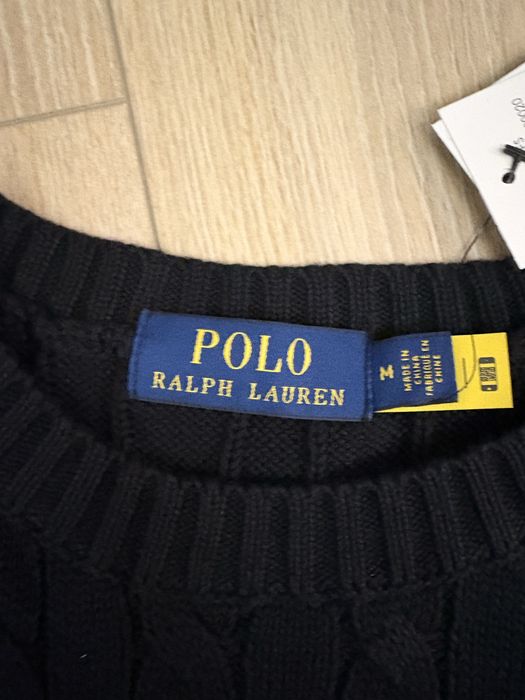 POLO
RALPH LAUREN
M
MADE IN
CHINA
FABRIQUÉ EN
CHINE